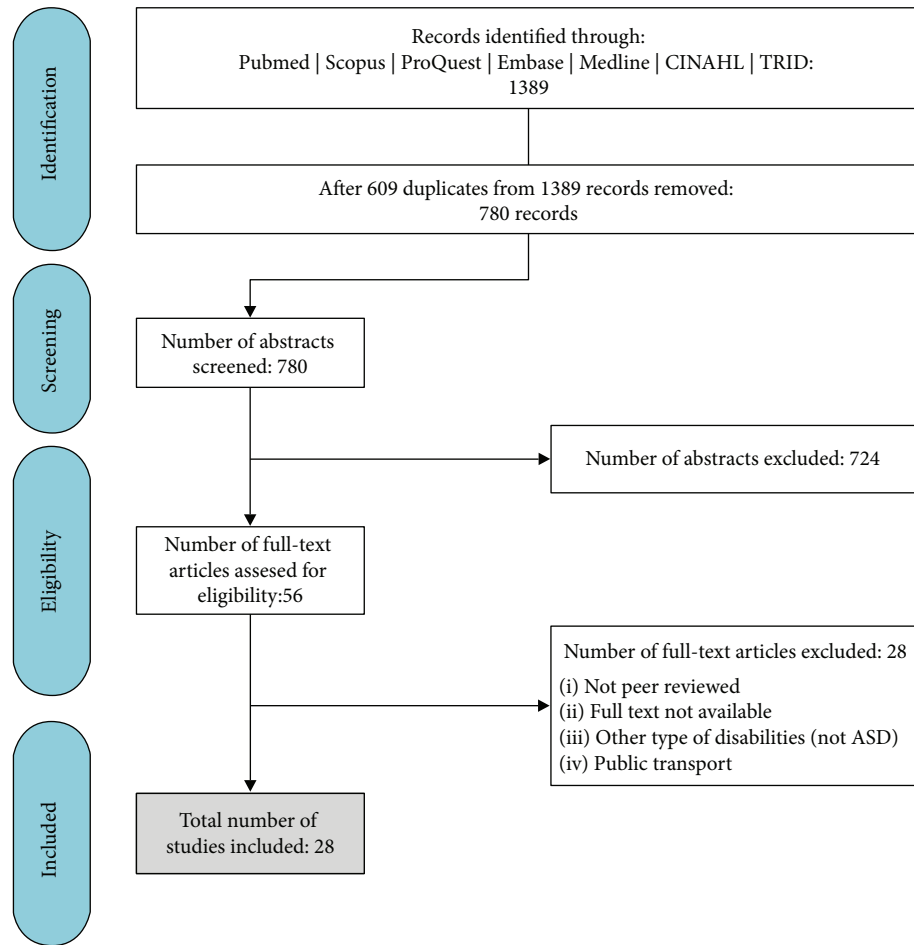 Identification
Records identified through:
Pubmed | Scopus | ProQuest | Embase | Medline | CINAHL | TRID:
1389
After 609 duplicates from 1389 records removed:
780 records
Screening
Number of abstracts
screened: 780
Number of abstracts excluded: 724
Eligibility
Number of full-text
articles assesed for
eligibility:56
Number of full-text articles excluded: 28
(i) Not peer reviewed
(ii) Full text not available
(iii) Other type of disabilities (not ASD)
(iv) Public transport
Included
Total number of
studies included: 28